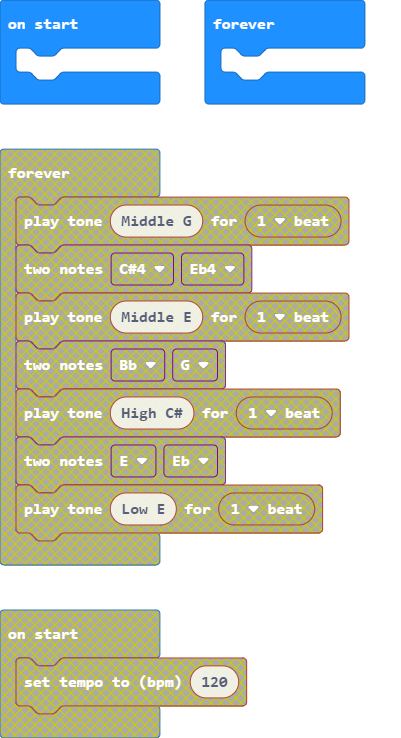 on start
forever
forever
play tone Middle G for 1 beat
two notes C#4 Eb4
play tone Middle E for 1 beat
two notes Bb G
play tone High C# for 1 beat
two notes E Eb
play tone Low E for 1 beat
on start
set tempo to (bpm) 120